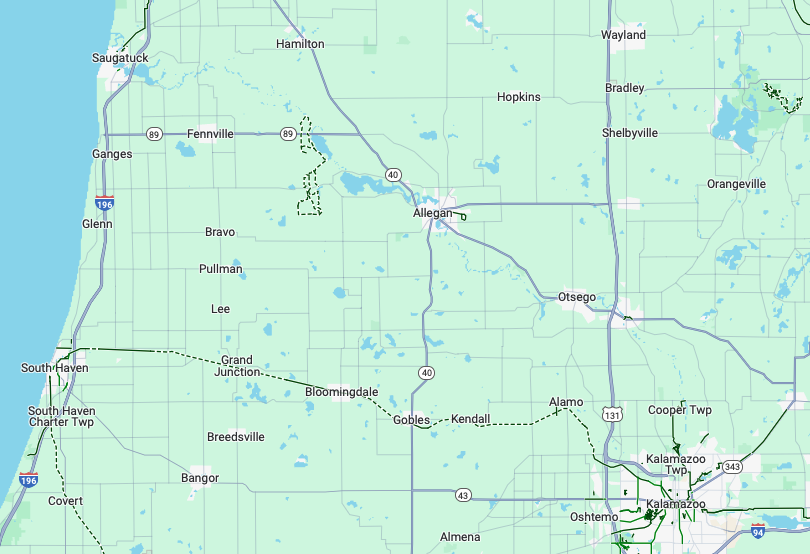 Hamilton
Wayland
Saugatuck
Bradley
Hopkins
89
Fennville
89
Shelbyville
Ganges
40
Orangeville
196
Allegan
Glenn
Bravo
Pullman
Otsego
Lee
South Haven
Grand
Junction
40
Bloomingdale
Alamo
South Haven
Charter Twp
Gobles
Kendall
131
Cooper Twp
Breedsville
Kalamazoo
Twp
343
196
Bangor
43
Covert
Kalamazoo
Oshtemo
Almena
94